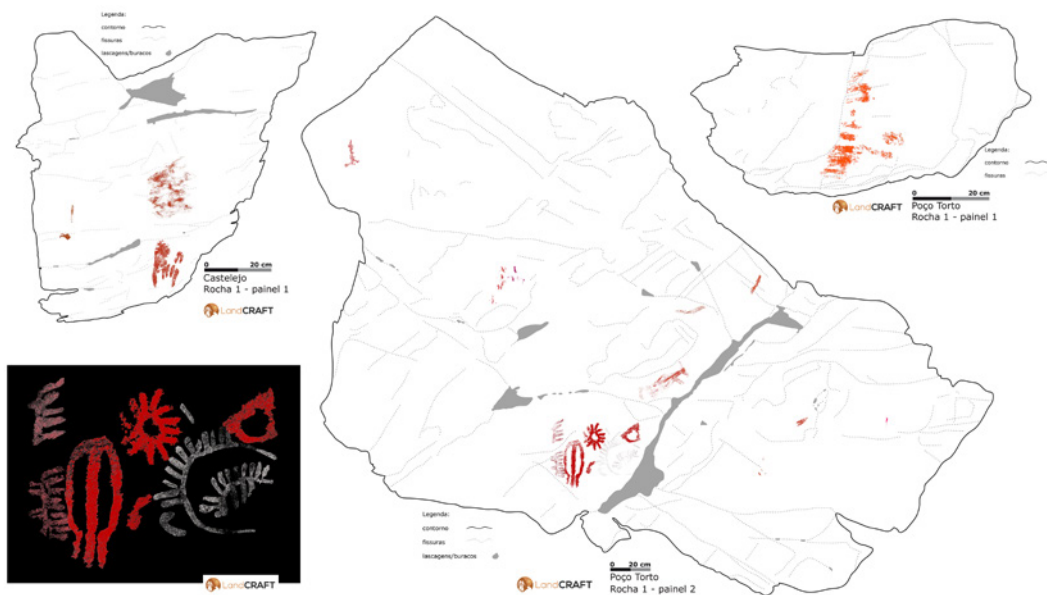 Legenda:
contorno
fissuras
lascagens/buracos
0 20 cm
Castelejo
Rocha 1 - painel 1
LandCRAFT
Legenda:
contorno
fissuras
0 20 cm
LandCRAFT
Poço Torto
Rocha 1 - painel 1
LandCRAFT
Legenda:
contorno
fissuras
lascagens/buracos
0 20 cm
LandCRAFT
Poço Torto
Rocha 1 - painel 2